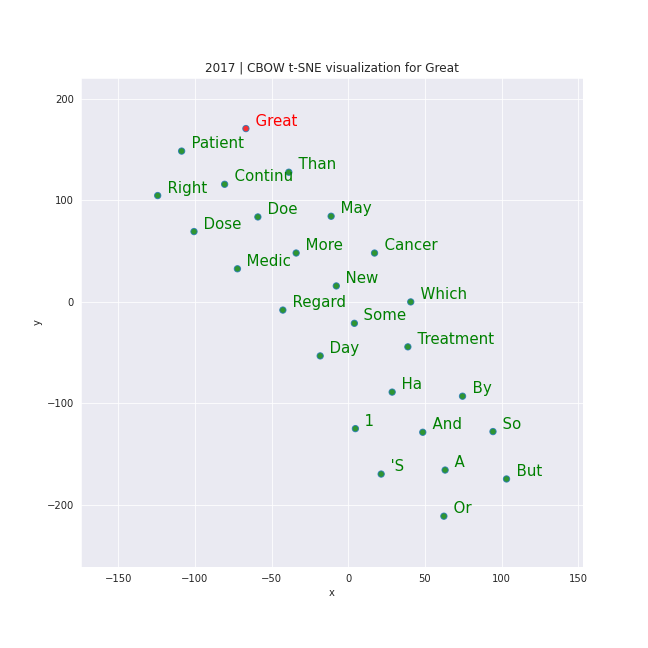 2017 | CBOW t-SNE visualization for Great
200
Great
Patient
Than
Continu
Right
100
Doe
May
Dose
More
Cancer
Medic
New
Which
0
Regard
Some
Treatment
Day
y
Ha
By
−100
1
And
So
'S
A
But
−200
Or
−150
−100
−50
0
50
100
150
x